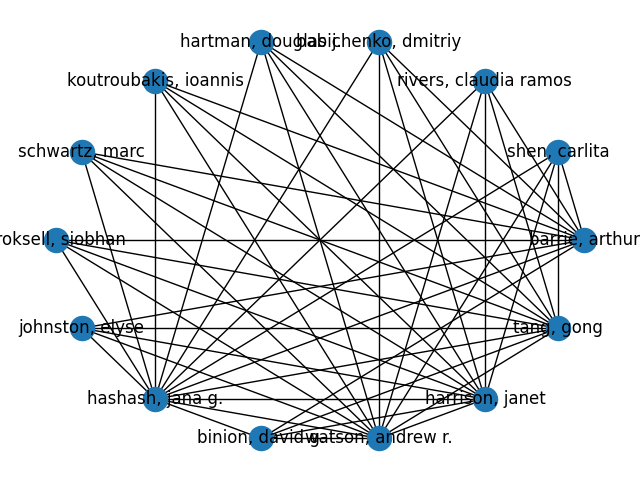 hartman, douglas j.
babichenko, dmitriy
koutroubakis, ioannis
rivers, claudia ramos
schwartz, marc
shen, carlita
roksell, siobhan
barrie, arthur
johnston, elyse
tang, gong
hashash, jana g.
harrison, janet
binion, david g.
watson, andrew r.